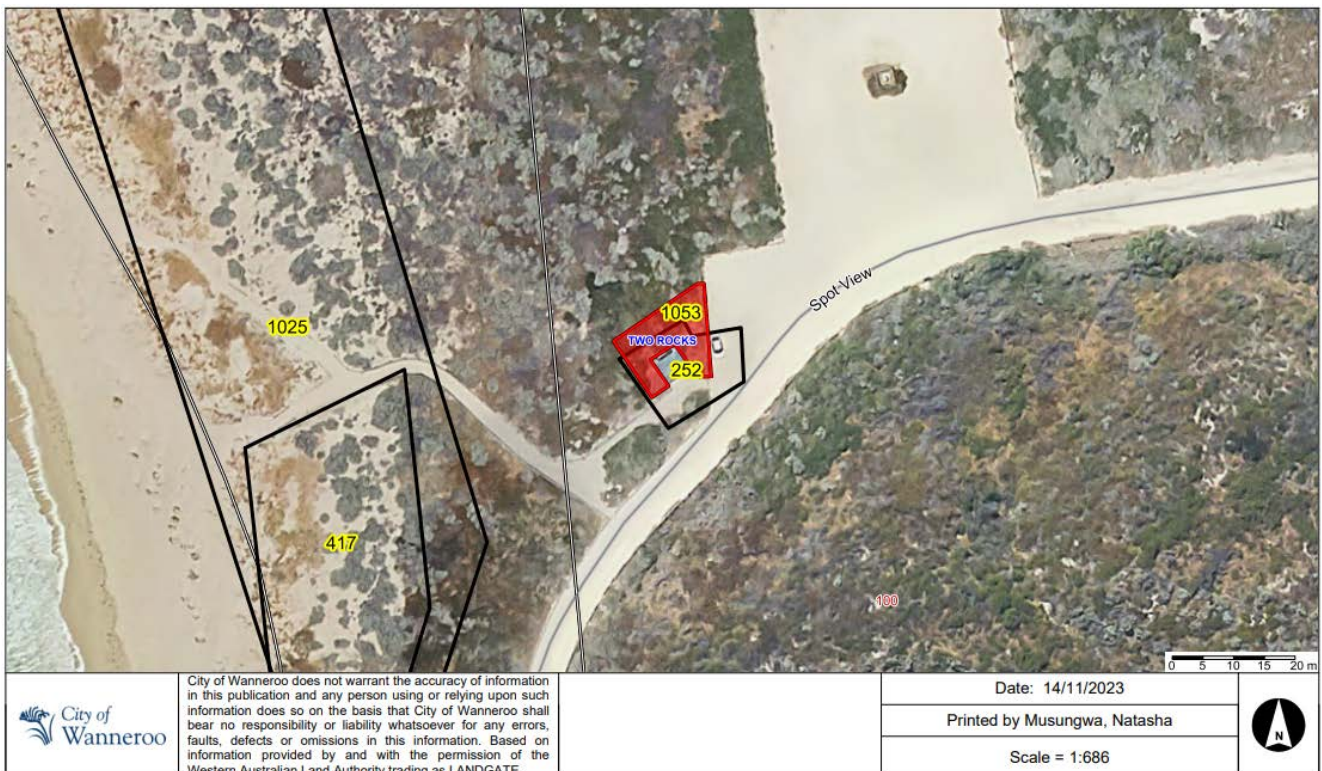 1053
Spot View
1025
TWO ROCKS
252
417
100
0 5 10 15 20 m
City of
Wanneroo
City of Wanneroo does not warrant the accuracy of information
in this publication and any person using or relying upon such
information does so on the basis that City of Wanneroo shall
bear no responsibility or liability whatsoever for any errors,
faults, defects or omissions in this information. Based on
information provided by and with the permission of the
Western Australian Land Authority trading as LANDGATE
Date: 14/11/2023
Printed by Musungwa, Natasha
Scale = 1:686
N